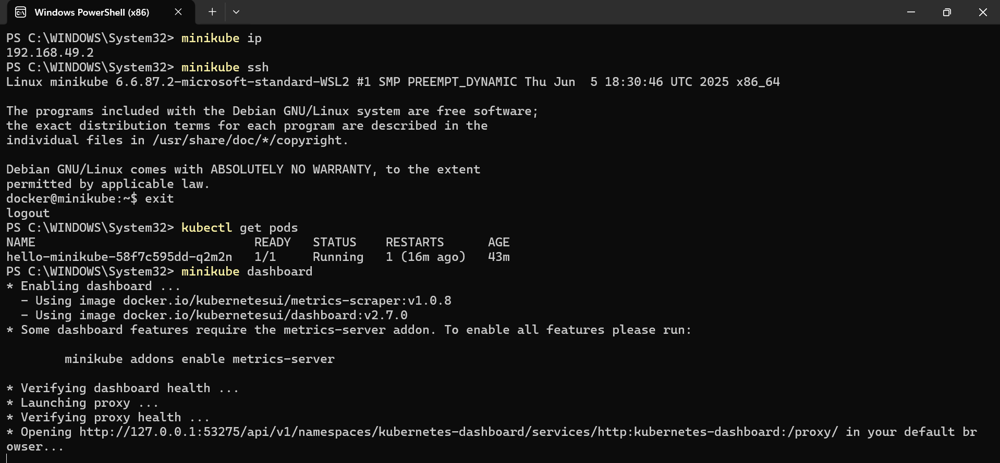 Windows PowerShell (x86)
PS C:\WINDOWS\System32> minikube ip
192.168.49.2
PS C:\WINDOWS\System32> minikube ssh
Linux minikube 6.6.87.2-microsoft-standard-WSL2 #1 SMP PREEMPT_DYNAMIC Thu Jun  5 18:30:46 UTC 2025 x86_64
The programs included with the Debian GNU/Linux system are free software;
the exact distribution terms for each program are described in the
individual files in /usr/share/doc/*/copyright.
Debian GNU/Linux comes with ABSOLUTELY NO WARRANTY, to the extent
permitted by applicable law.
docker@minikube:~$ exit
logout
PS C:\WINDOWS\System32> kubectl get pods
NAME                              READY   STATUS    RESTARTS      AGE
hello-minikube-58f7c595dd-q2m2n   1/1     Running   1 (16m ago)   43m
PS C:\WINDOWS\System32> minikube dashboard
* Enabling dashboard ...
  - Using image docker.io/kubernetesui/metrics-scraper:v1.0.8
  - Using image docker.io/kubernetesui/dashboard:v2.7.0
* Some dashboard features require the metrics-server addon. To enable all features please run:
        minikube addons enable metrics-server
* Verifying dashboard health ...
* Launching proxy ...
* Verifying proxy health ...
* Opening http://127.0.0.1:53275/api/v1/namespaces/kubernetes-dashboard/services/http:kubernetes-dashboard:/proxy/ in your default br
owser...